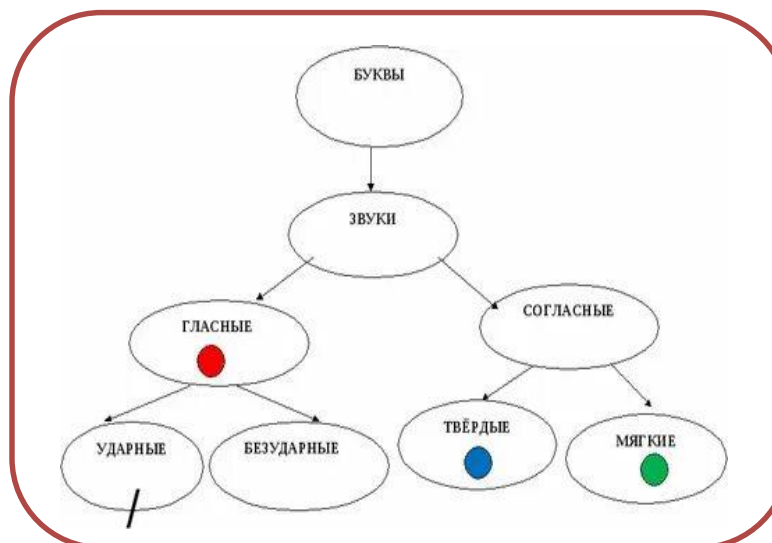 БУКВЫ
ЗВУКИ
ГЛАСНЫЕ
СОГЛАСНЫЕ
УДАРНЫЕ
БЕЗУДАРНЫЕ
ТВЁРДЫЕ
МЯГКИЕ